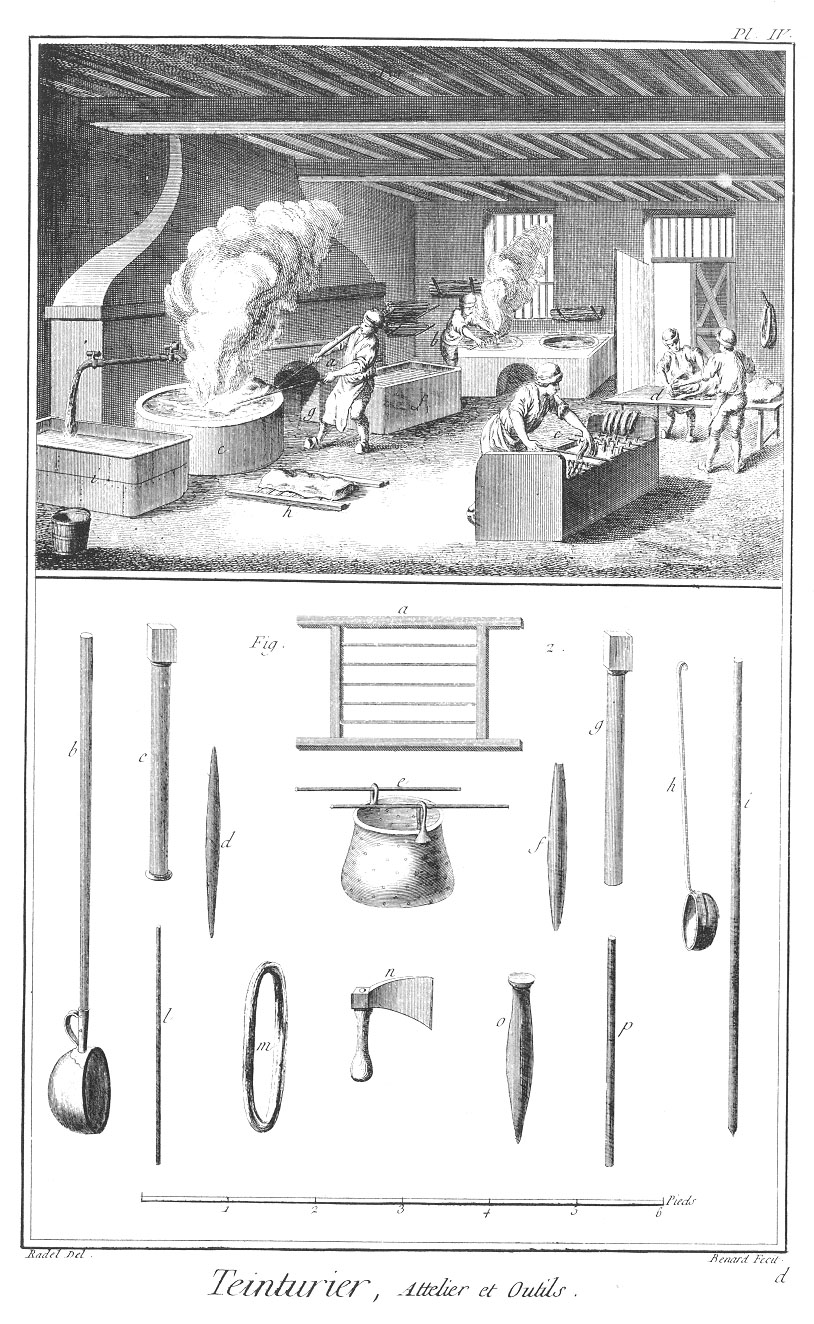 Pl. IV.
a
b
g
k
c
c
d
i
h
a
Fig. 2.
b
c
g
h
i
e
d
f
l
m
n
o
p
1 2 3 4 5 6 Pieds
Radel Del.
Benard Fecit.
d
Teinturier, Attelier et Outils.